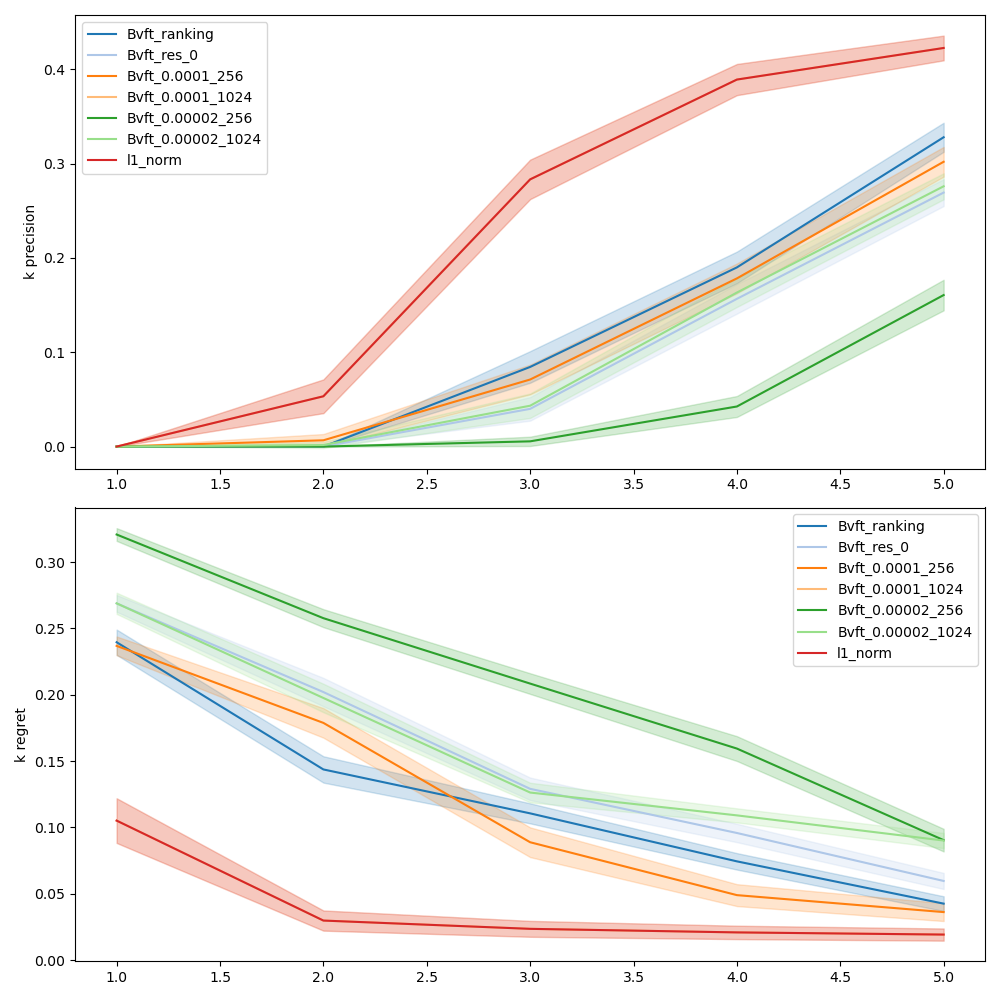 Bvft_ranking
Bvft_res_0
Bvft_0.0001_256
Bvft_0.0001_1024
Bvft_0.00002_256
Bvft_0.00002_1024
l1_norm
k precision
0.4
0.3
0.2
0.1
0.0
1.0 1.5 2.0 2.5 3.0 3.5 4.0 4.5 5.0
Bvft_ranking
Bvft_res_0
Bvft_0.0001_256
Bvft_0.0001_1024
Bvft_0.00002_256
Bvft_0.00002_1024
l1_norm
k regret
0.30
0.25
0.20
0.15
0.10
0.05
0.00
1.0 1.5 2.0 2.5 3.0 3.5 4.0 4.5 5.0